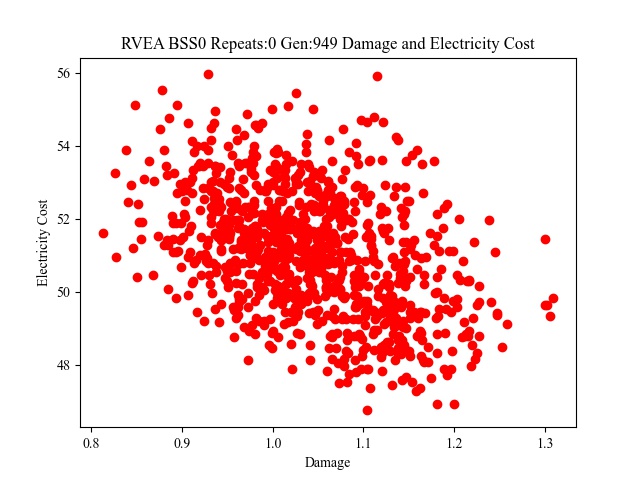 RVEA BSS0 Repeats:0 Gen:949 Damage and Electricity Cost
56
54
52
50
48
Electricity Cost
0.8 0.9 1.0 1.1 1.2 1.3
Damage